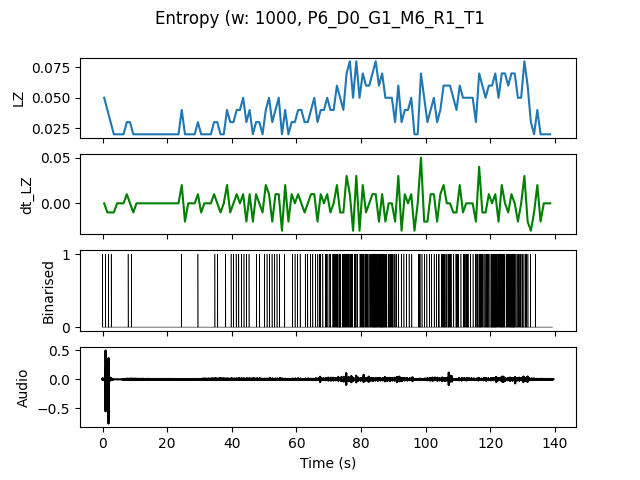 Entropy (w: 1000, P6_D0_G1_M6_R1_T1
0.075
0.050
0.025
LZ
0.05
0.00
dt_LZ
1
0
Binarised
0.5
0.0
−0.5
Audio
0 20 40 60 80 100 120 140
Time (s)